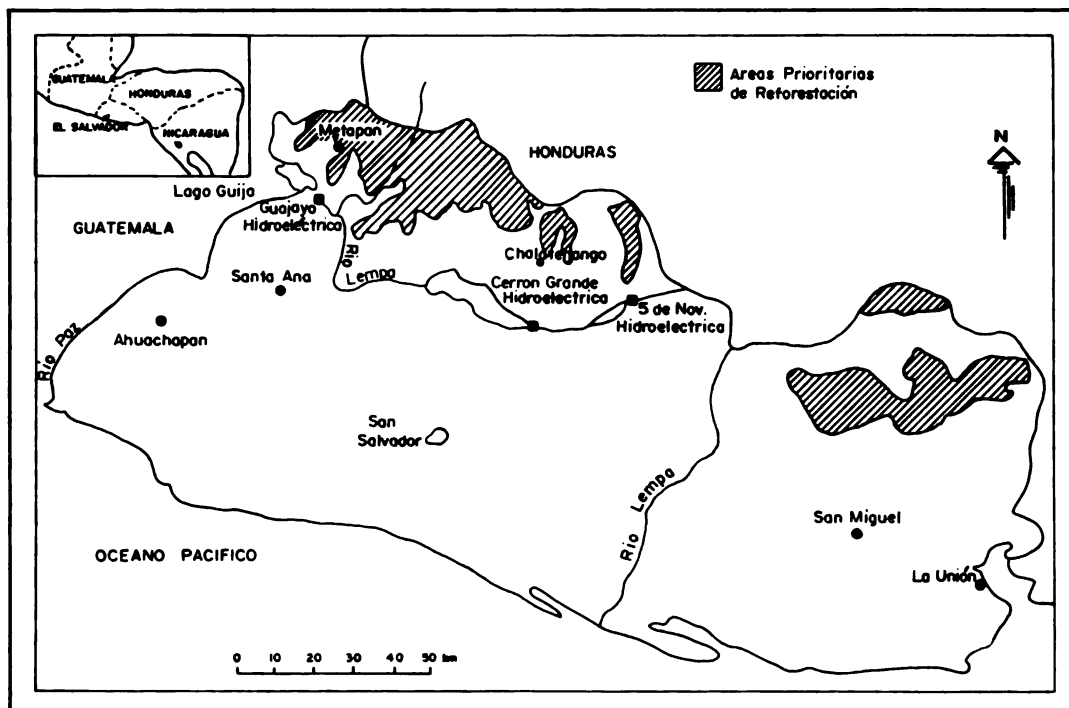 GUATEMALA
HONDURAS
EL SALVADOR
NICARAGUA
Areas Prioritarias
de Reforestación
N
Metapan
HONDURAS
Lago Guija
GUATEMALA
Guajayo
Hidroeléctrica
Rio
Lempa
Chalatenango
Santa Ana
Cerron Grande
Hidroelectrica
5 de Nov.
Hidroelectrica
Rio Paz
Ahuachapan
San
Salvador
Rio Lempa
San Miguel
OCEANO PACIFICO
La Unión
0 10 20 30 40 50 km